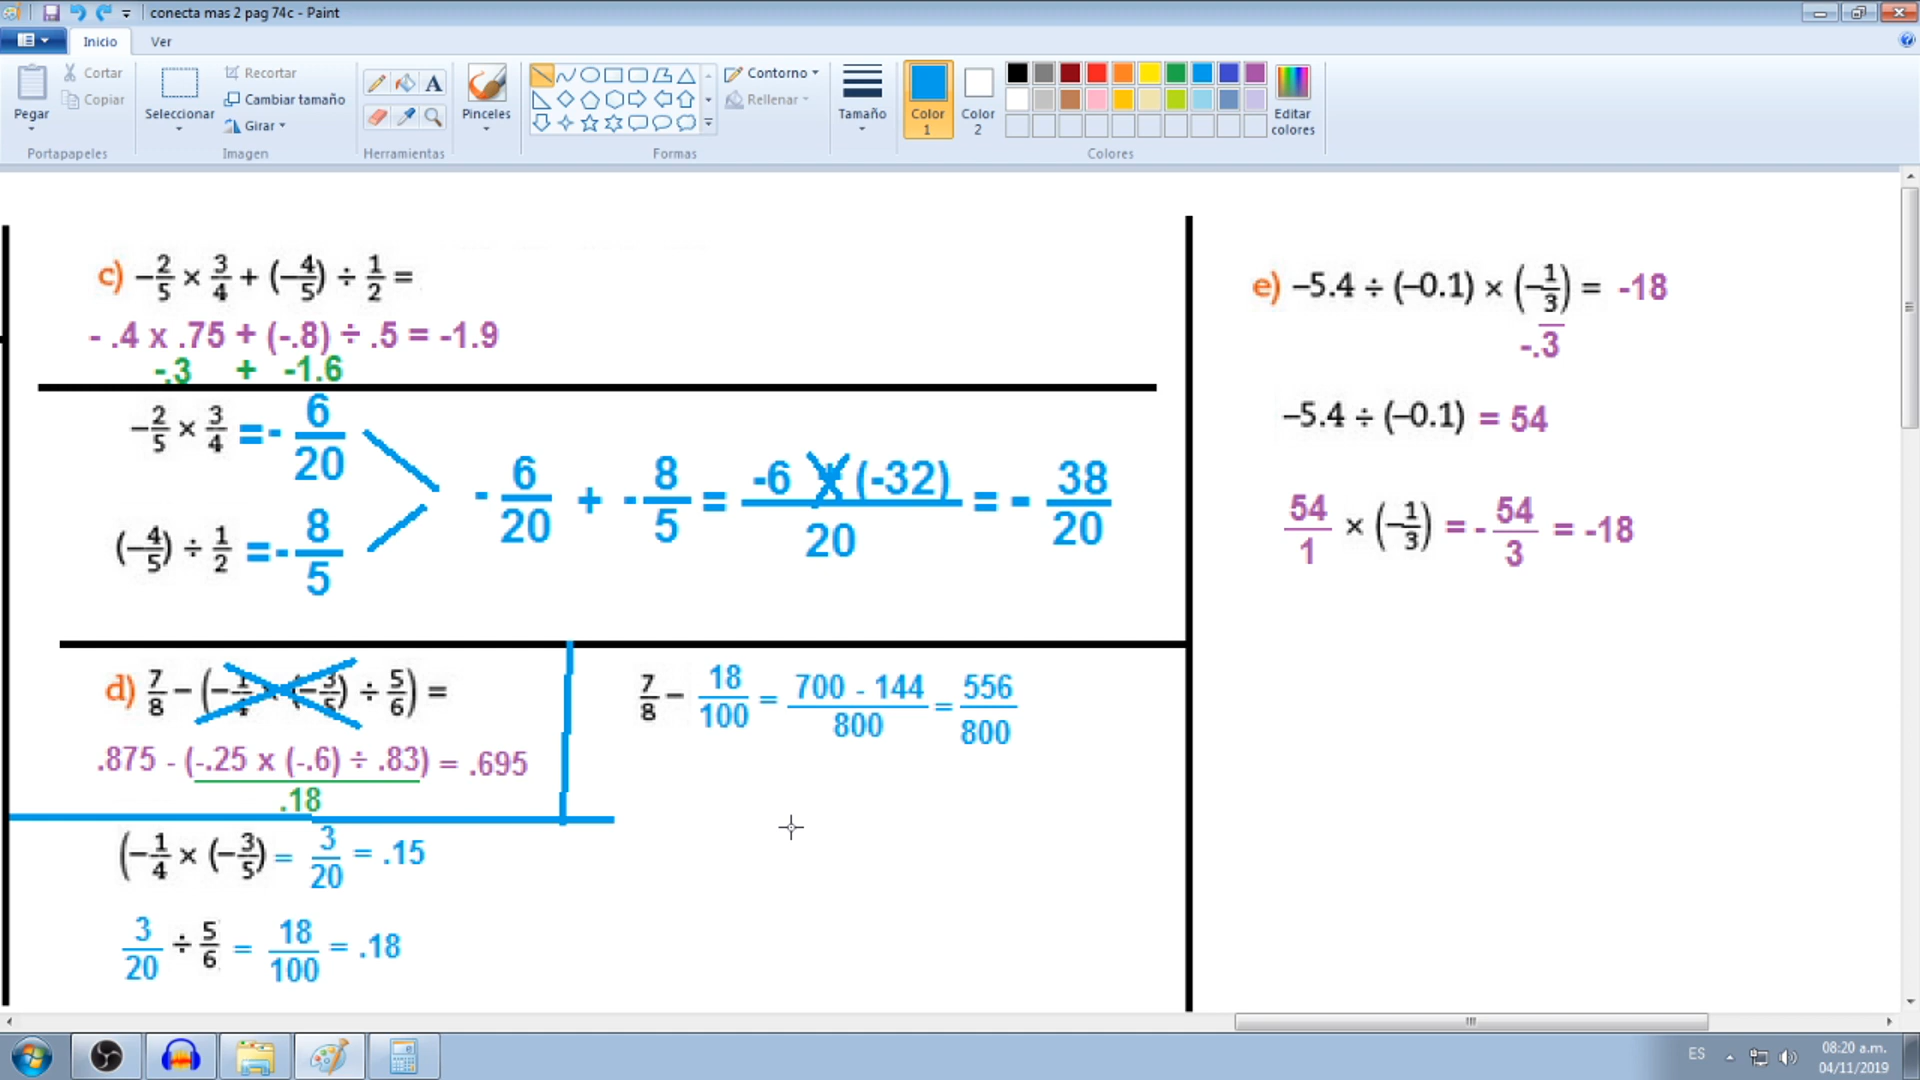 conecta mas 2 pag 74c - Paint
Inicio Ver
Pegar
Cortar
Copiar
Portapapeles
Seleccionar
Recortar
Cambiar tamaño
Girar
Imagen
A
Herramientas
Pinceles
Formas
Contorno
Rellenar
Tamaño
Color 1
Color 2
Editar colores
Colores
c) −2/5 × 3/4 + (−4/5) ÷ 1/2 =
- .4 x .75 + (-.8) ÷ .5 = -1.9
-.3 + -1.6
−2/5 × 3/4 = - 6/20
(−4/5) ÷ 1/2 = - 8/5
- 6/20 + - 8/5 = -6 (-32)/20 = - 38/20
d) 7/8 − (−1/4 × (−3/5) ÷ 5/6) =
.875 - (-.25 x (-.6) ÷ .83) = .695
.18
(−1/4 × (−3/5) = 3/20 = .15
3/20 ÷ 5/6 = 18/100 = .18
7/8 − 18/100 = 700 - 144/800 = 556/800
e) −5.4 ÷ (−0.1) × (−1/3) = -18
-.3̅
−5.4 ÷ (−0.1) = 54
54/1 × (−1/3) = - 54/3 = -18
ES
08:20 a.m.
04/11/2019